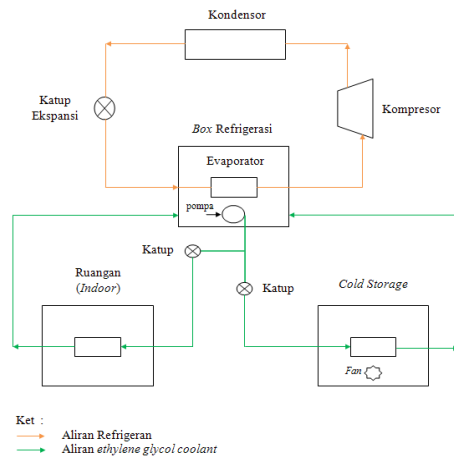 Kondensor
Katup
Ekspansi
Kompresor
Box Refrigerasi
Evaporator
pompa
Katup
Ruangan
(Indoor)
Katup
Cold Storage
Fan
Ket :
Aliran Refrigeran
Aliran ethylene glycol coolant